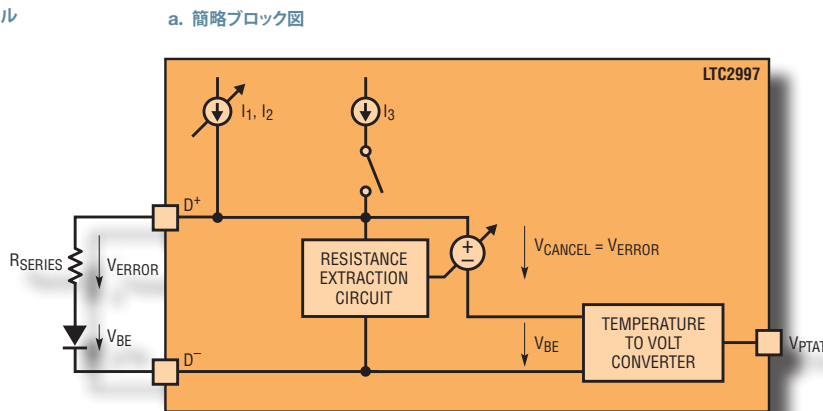 ル
a. 簡略ブロック図
LTC2997
I1, I2
I3
D+
RSERIES
VERROR
RESISTANCE
EXTRACTION
CIRCUIT
+
–
VCANCEL = VERROR
VBE
VBE
TEMPERATURE
TO VOLT
CONVERTER
VPTAT
D–